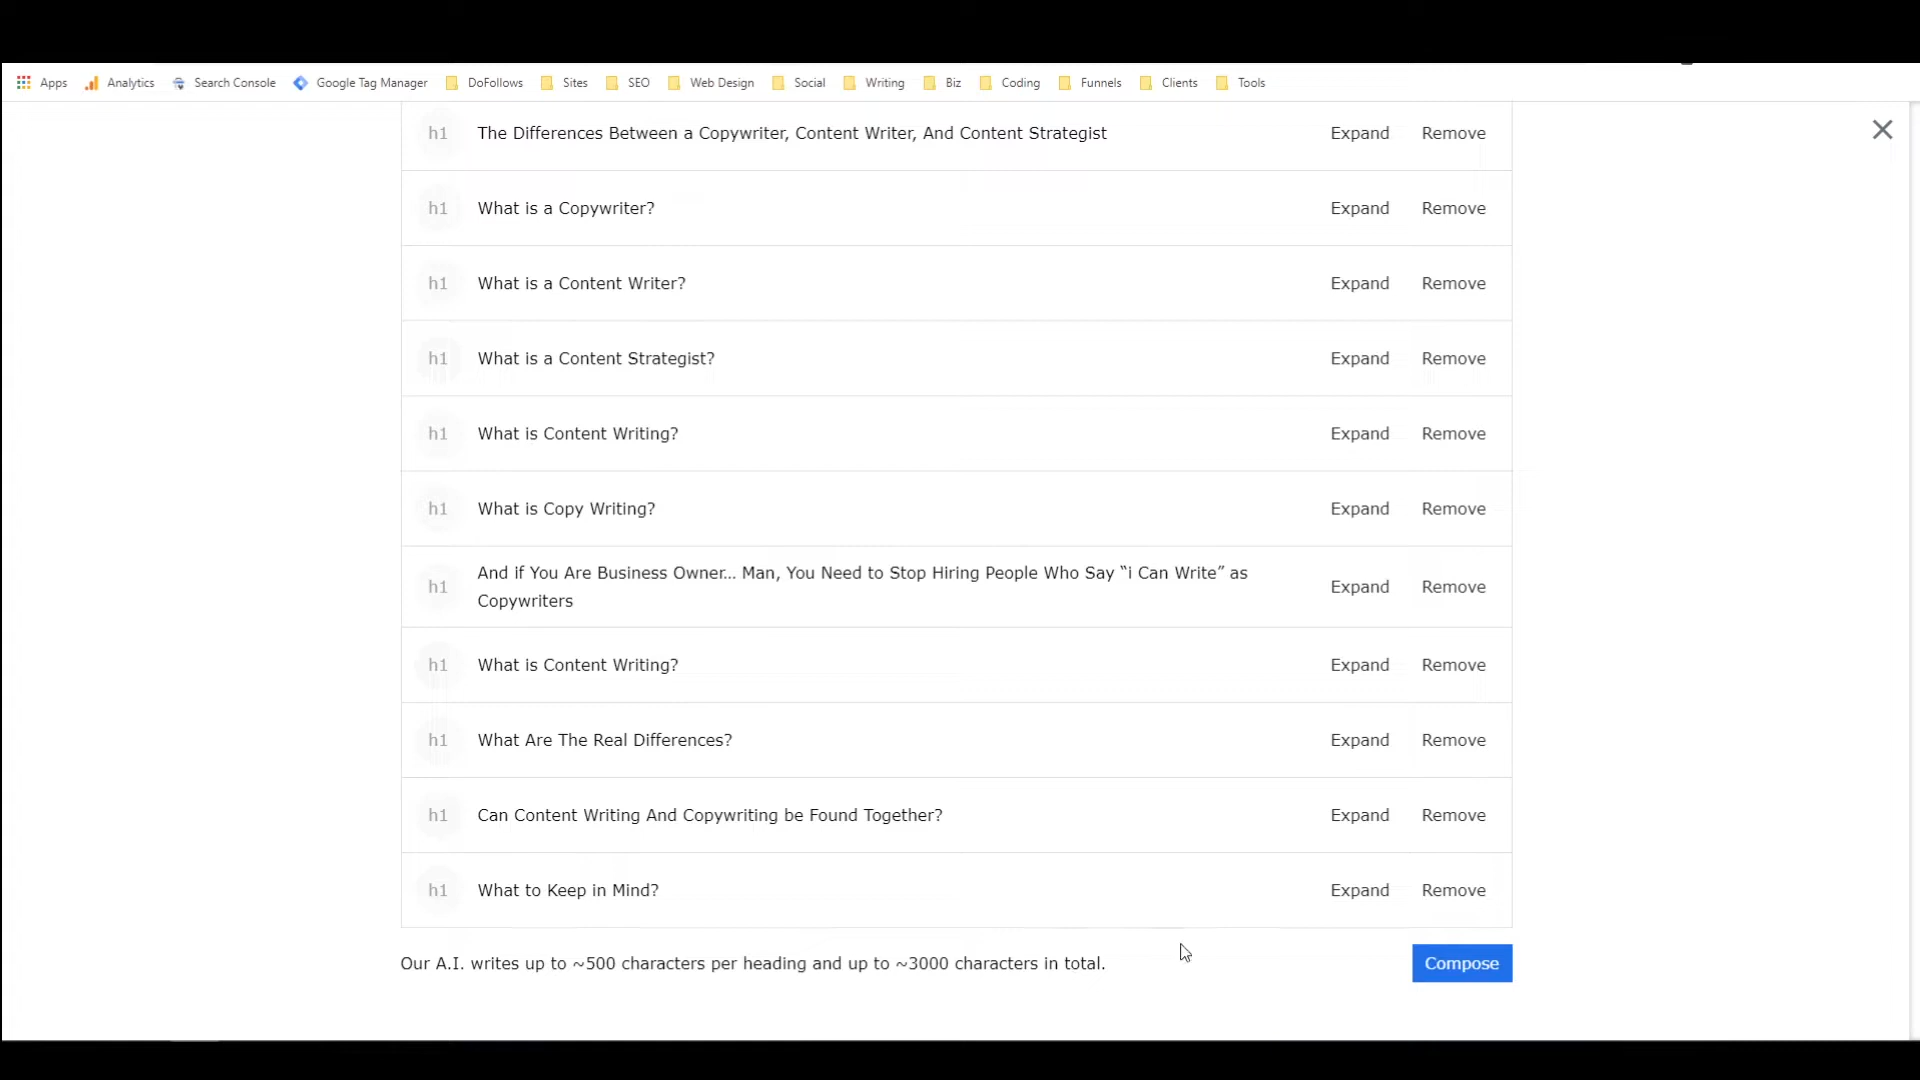 Apps Analytics Search Console Google Tag Manager DoFollows Sites SEO Web Design Social Writing Biz Coding Funnels Clients Tools
h1 The Differences Between a Copywriter, Content Writer, And Content Strategist Expand Remove
h1 What is a Copywriter? Expand Remove
h1 What is a Content Writer? Expand Remove
h1 What is a Content Strategist? Expand Remove
h1 What is Content Writing? Expand Remove
h1 What is Copy Writing? Expand Remove
h1 And if You Are Business Owner... Man, You Need to Stop Hiring People Who Say “i Can Write” as Expand Remove
Copywriters
h1 What is Content Writing? Expand Remove
h1 What Are The Real Differences? Expand Remove
h1 Can Content Writing And Copywriting be Found Together? Expand Remove
h1 What to Keep in Mind? Expand Remove
Our A.I. writes up to ~500 characters per heading and up to ~3000 characters in total. Compose